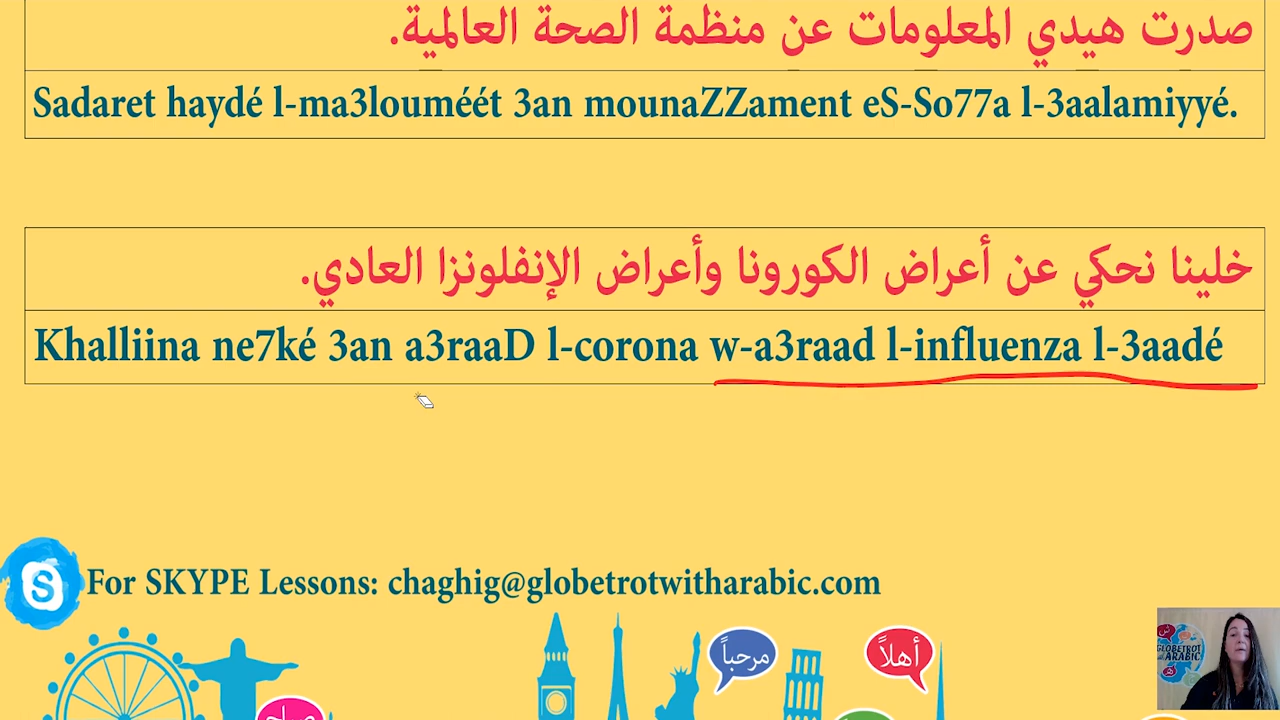 صدرت هيدي المعلومات عن منظمة الصحة العالمية.
Sadaret haydé l-ma3louméét 3an mounaZZament eS-So77a l-3aalamiyyé.
خلينا نحكي عن أعراض الكورونا وأعراض الإنفلونزا العادي.
Khalliina ne7ké 3an a3raaD l-corona w-a3raad l-influenza l-3aadé
S
For SKYPE Lessons: chaghig@globetrotwitharabic.com
مرحباً
أهلاً
GLOBETROT
ARABIC